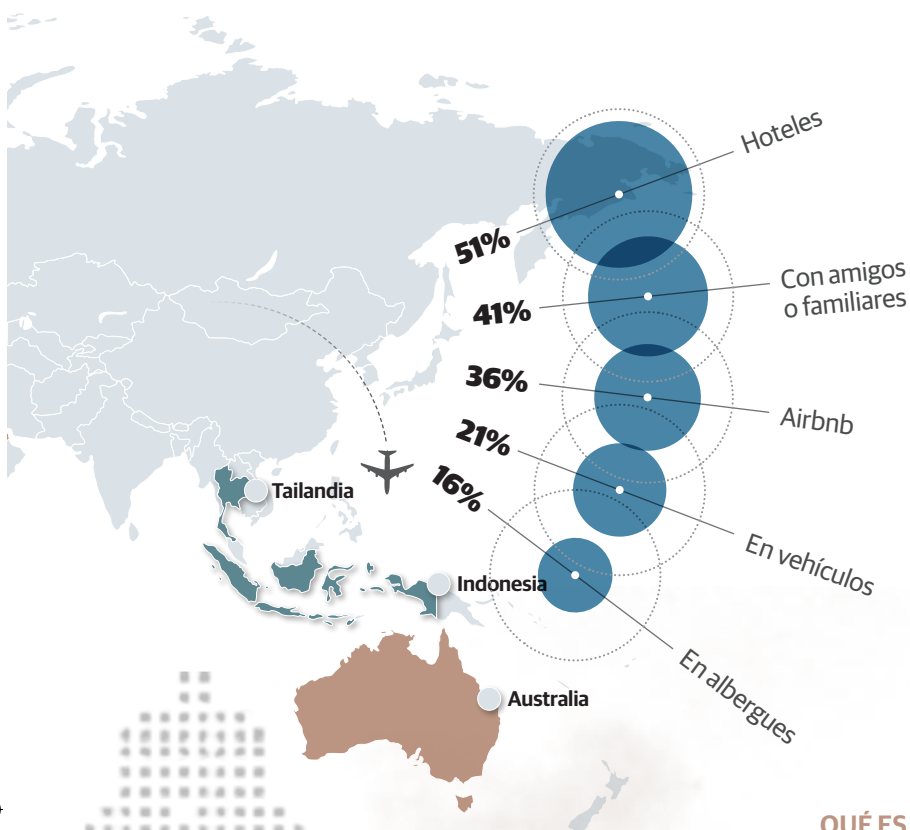 Hoteles
51%
Con amigos
o familiares
41%
36%
Airbnb
21%
En vehículos
16%
En albergues
Tailandia
Indonesia
Australia
QUÉ ES